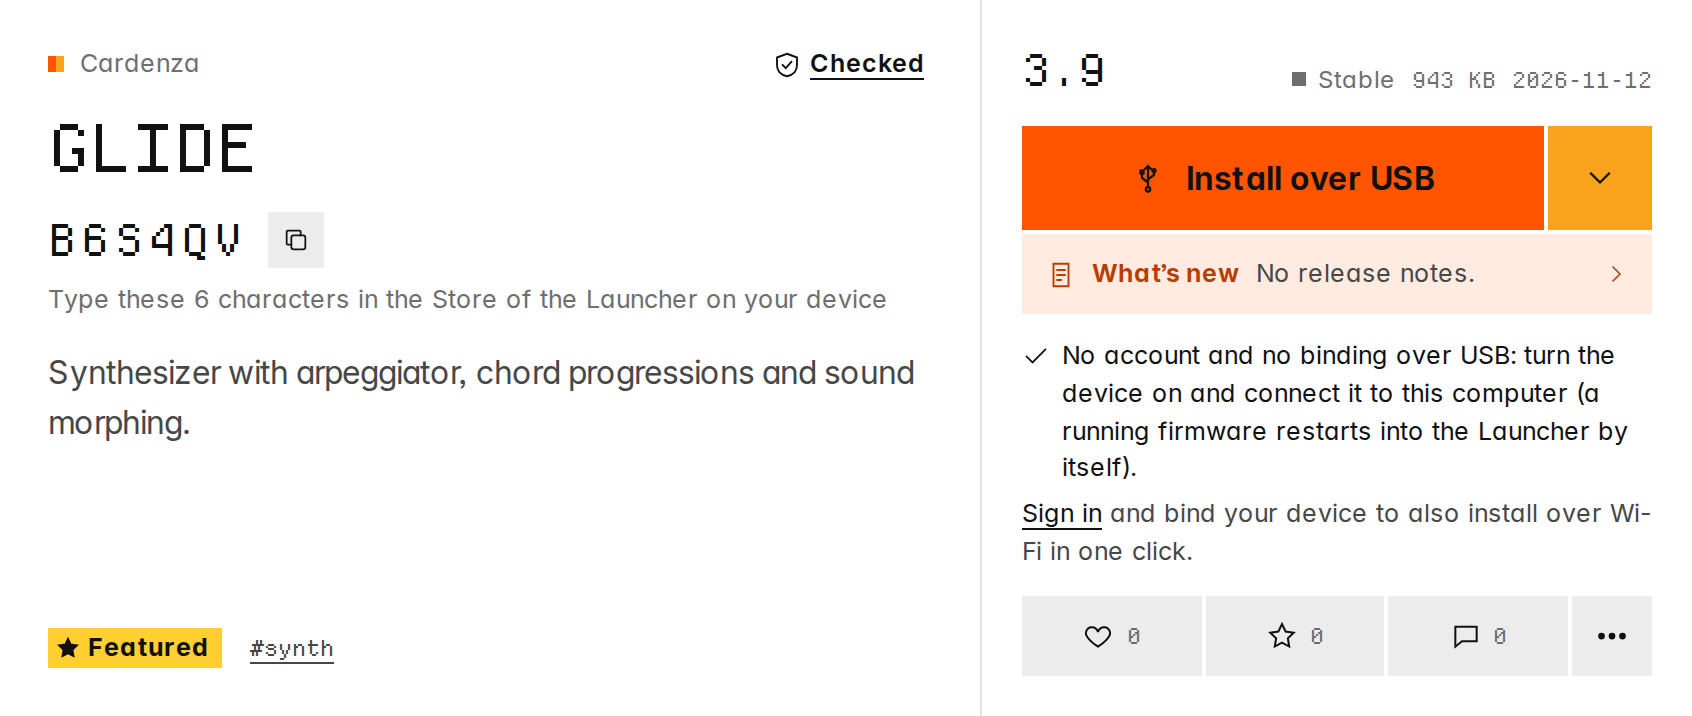 Cardenza
Checked
GLIDE
B6S4QV
Type these 6 characters in the Store of the Launcher on your device
Synthesizer with arpeggiator, chord progressions and sound
morphing.
Featured
#synth
3.9
Stable 943 KB 2026-11-12
Install over USB
What's new No release notes.
No account and no binding over USB: turn the
device on and connect it to this computer (a
running firmware restarts into the Launcher by
itself).
Sign in and bind your device to also install over Wi-
Fi in one click.
0
0
0